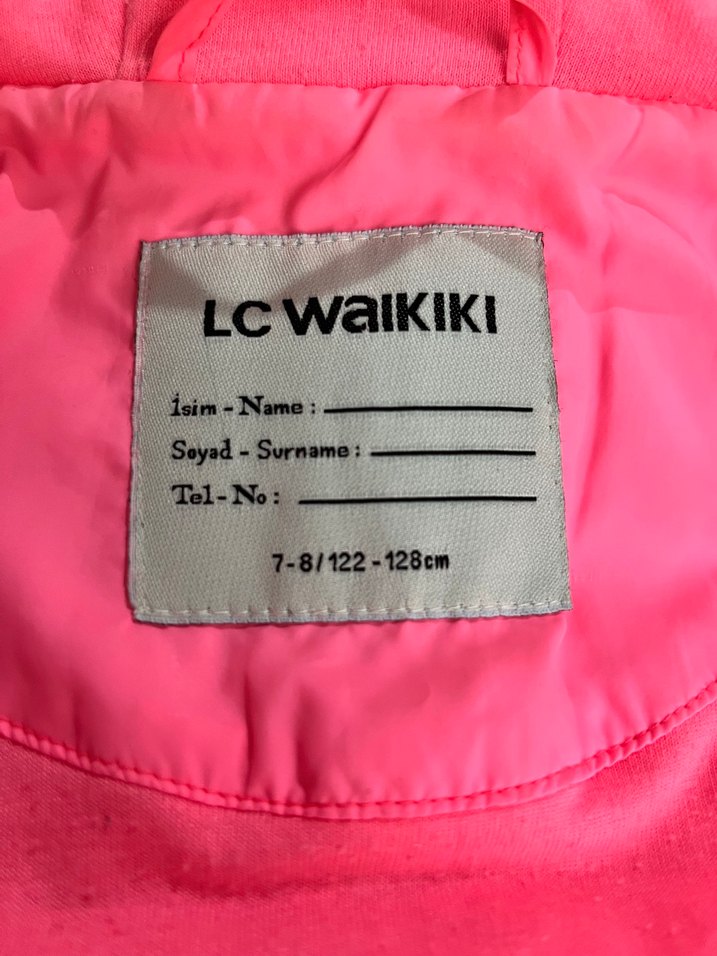 LC WAIKIKI
İsim - Name :
Soyad - Surname :
Tel - No :
7-8/122-128cm